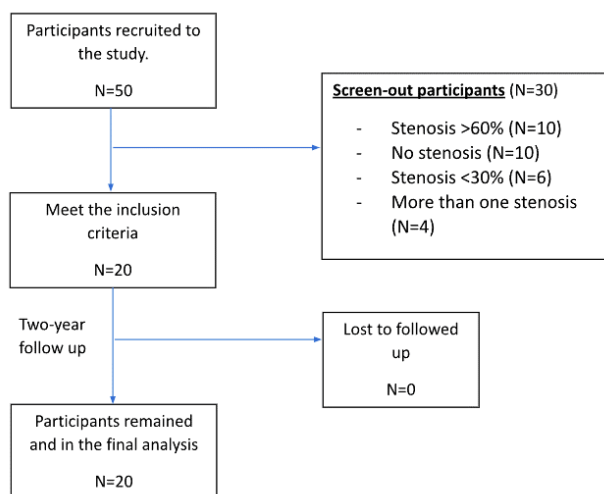 Participants recruited to
the study.
N=50
Screen-out participants (N=30)
- Stenosis >60% (N=10)
- No stenosis (N=10)
- Stenosis <30% (N=6)
- More than one stenosis
(N=4)
Meet the inclusion
criteria
N=20
Two-year
follow up
Lost to followed
up
N=0
Participants remained
and in the final analysis
N=20